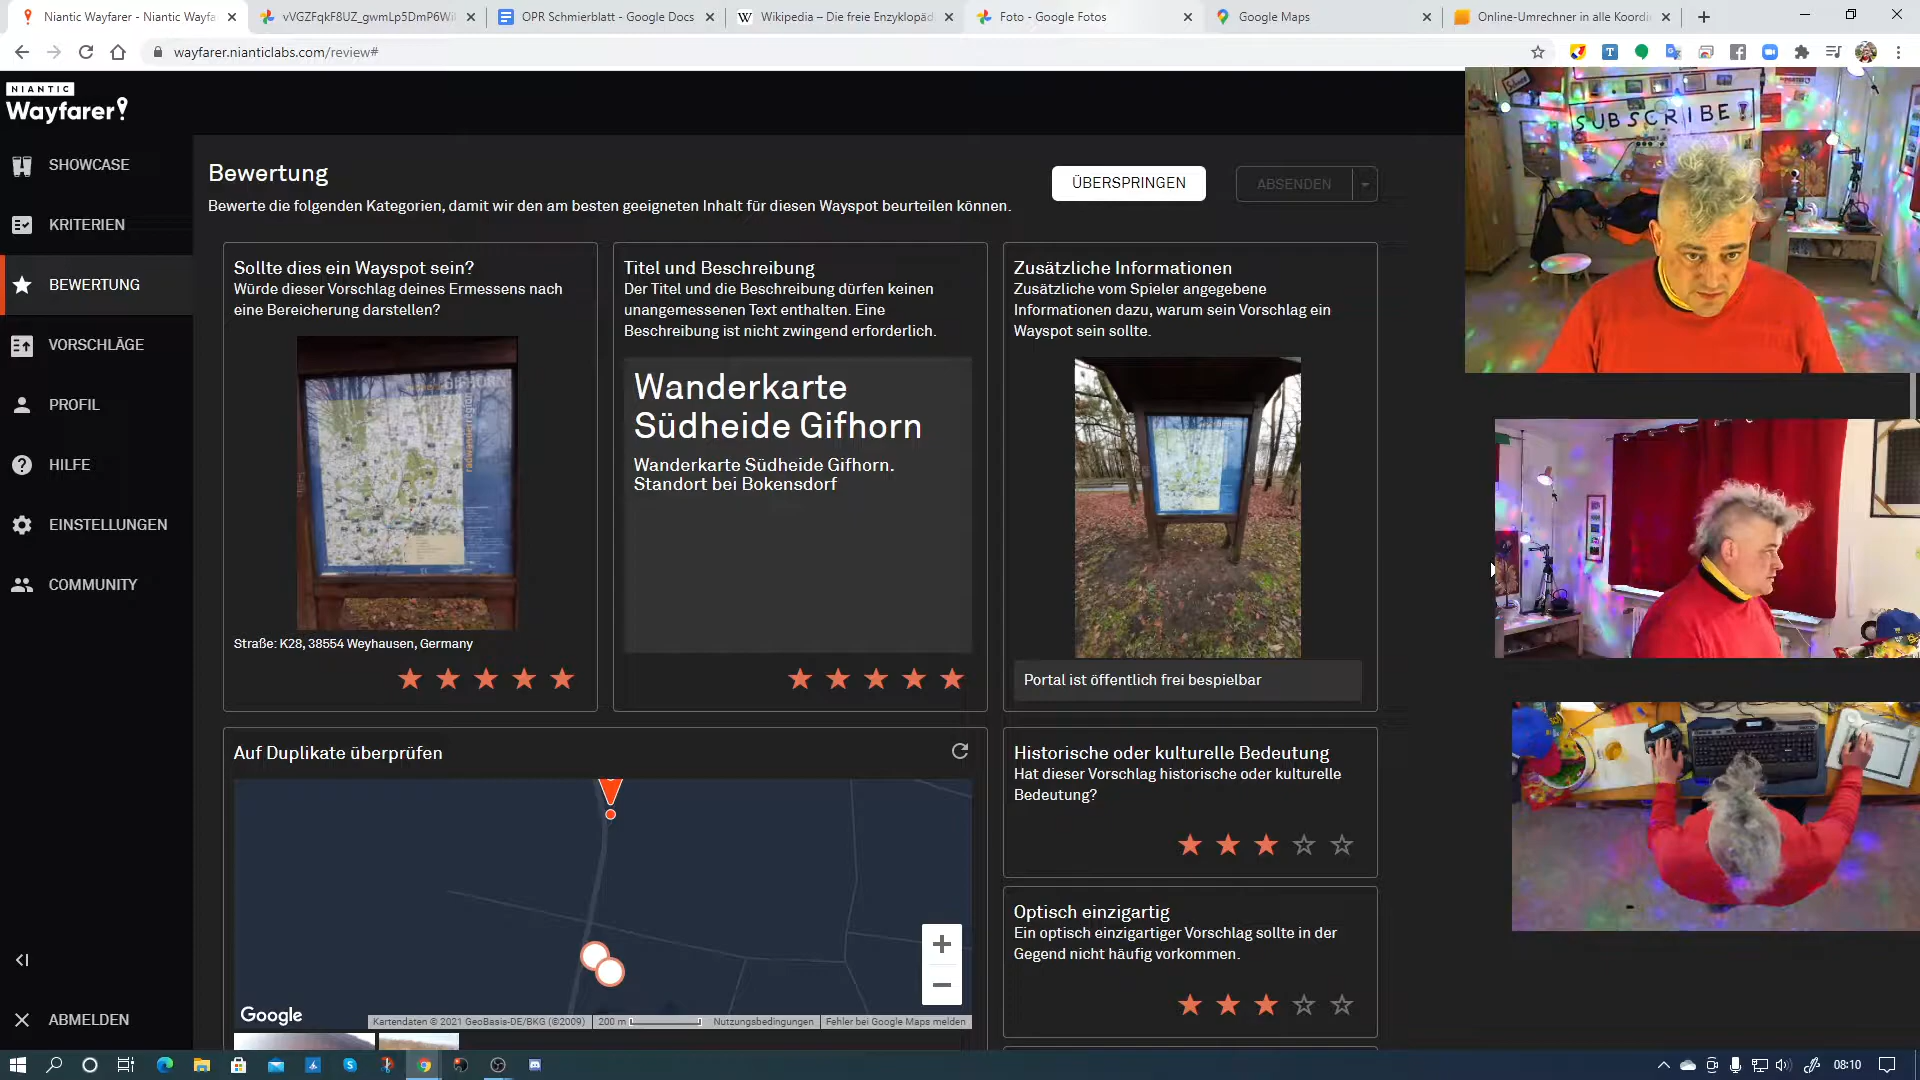 Niantic Wayfarer - Niantic Wayfa
vVGZFqkF8UZ_gwmLp5DmP6Wi
OPR Schmierblatt - Google Docs
Wikipedia – Die freie Enzyklopäd
Foto - Google Fotos
Google Maps
Online-Umrechner in alle Koordi
wayfarer.nianticlabs.com/review#
NIANTIC
Wayfarer
SHOWCASE
KRITERIEN
BEWERTUNG
VORSCHLÄGE
PROFIL
HILFE
EINSTELLUNGEN
COMMUNITY
ABMELDEN
Bewertung
Bewerte die folgenden Kategorien, damit wir den am besten geeigneten Inhalt für diesen Wayspot beurteilen können.
ÜBERSPRINGEN
ABSENDEN
Sollte dies ein Wayspot sein?
Würde dieser Vorschlag deines Ermessens nach
eine Bereicherung darstellen?
GIFHORN
radwanderregion
Straße: K28, 38554 Weyhausen, Germany
Titel und Beschreibung
Der Titel und die Beschreibung dürfen keinen
unangemessenen Text enthalten. Eine
Beschreibung ist nicht zwingend erforderlich.
Wanderkarte
Südheide Gifhorn
Wanderkarte Südheide Gifhorn.
Standort bei Bokensdorf
Zusätzliche Informationen
Zusätzliche vom Spieler angegebene
Informationen dazu, warum sein Vorschlag ein
Wayspot sein sollte.
Portal ist öffentlich frei bespielbar
Auf Duplikate überprüfen
Google
Kartendaten © 2021 GeoBasis-DE/BKG (©2009)
200 m
Nutzungsbedingungen
Fehler bei Google Maps melden
Historische oder kulturelle Bedeutung
Hat dieser Vorschlag historische oder kulturelle
Bedeutung?
Optisch einzigartig
Ein optisch einzigartiger Vorschlag sollte in der
Gegend nicht häufig vorkommen.
SUBSCRIBE!
08:10